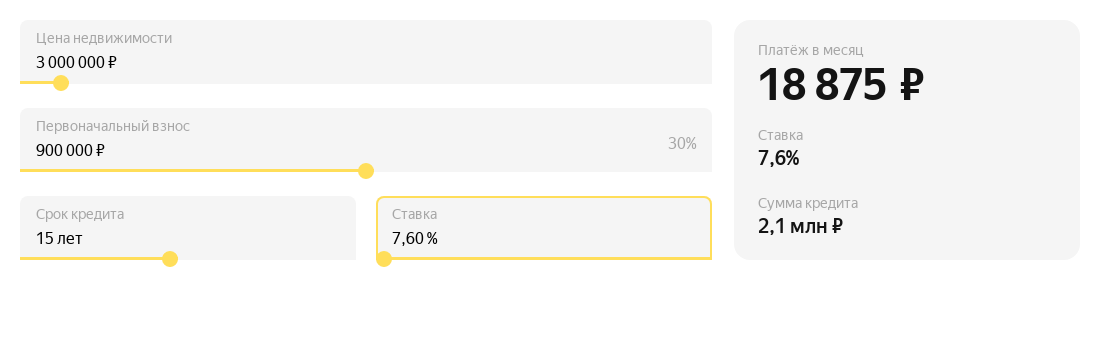 Цена недвижимости
3 000 000 ₽
Первоначальный взнос
900 000 ₽
30%
Срок кредита
15 лет
Ставка
7,60 %
Платёж в месяц
18 875 ₽
Ставка
7,6%
Сумма кредита
2,1 млн ₽